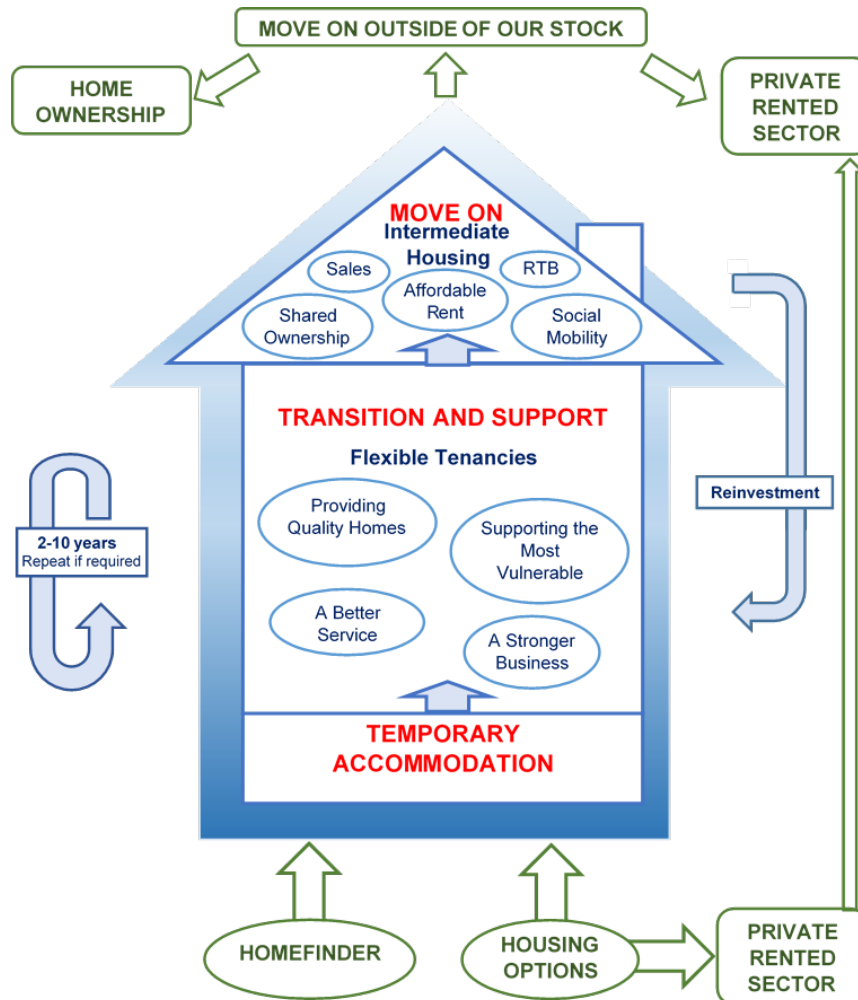 MOVE ON OUTSIDE OF OUR STOCK
HOME
OWNERSHIP
PRIVATE
RENTED
SECTOR
MOVE ON
Intermediate
Housing
Sales
RTB
Affordable
Rent
Shared
Ownership
Social
Mobility
TRANSITION AND SUPPORT
Flexible Tenancies
Providing
Quality Homes
Supporting the
Most
Vulnerable
A Better
Service
A Stronger
Business
2-10 years
Repeat if required
Reinvestment
TEMPORARY
ACCOMMODATION
HOMEFINDER
HOUSING
OPTIONS
PRIVATE
RENTED
SECTOR